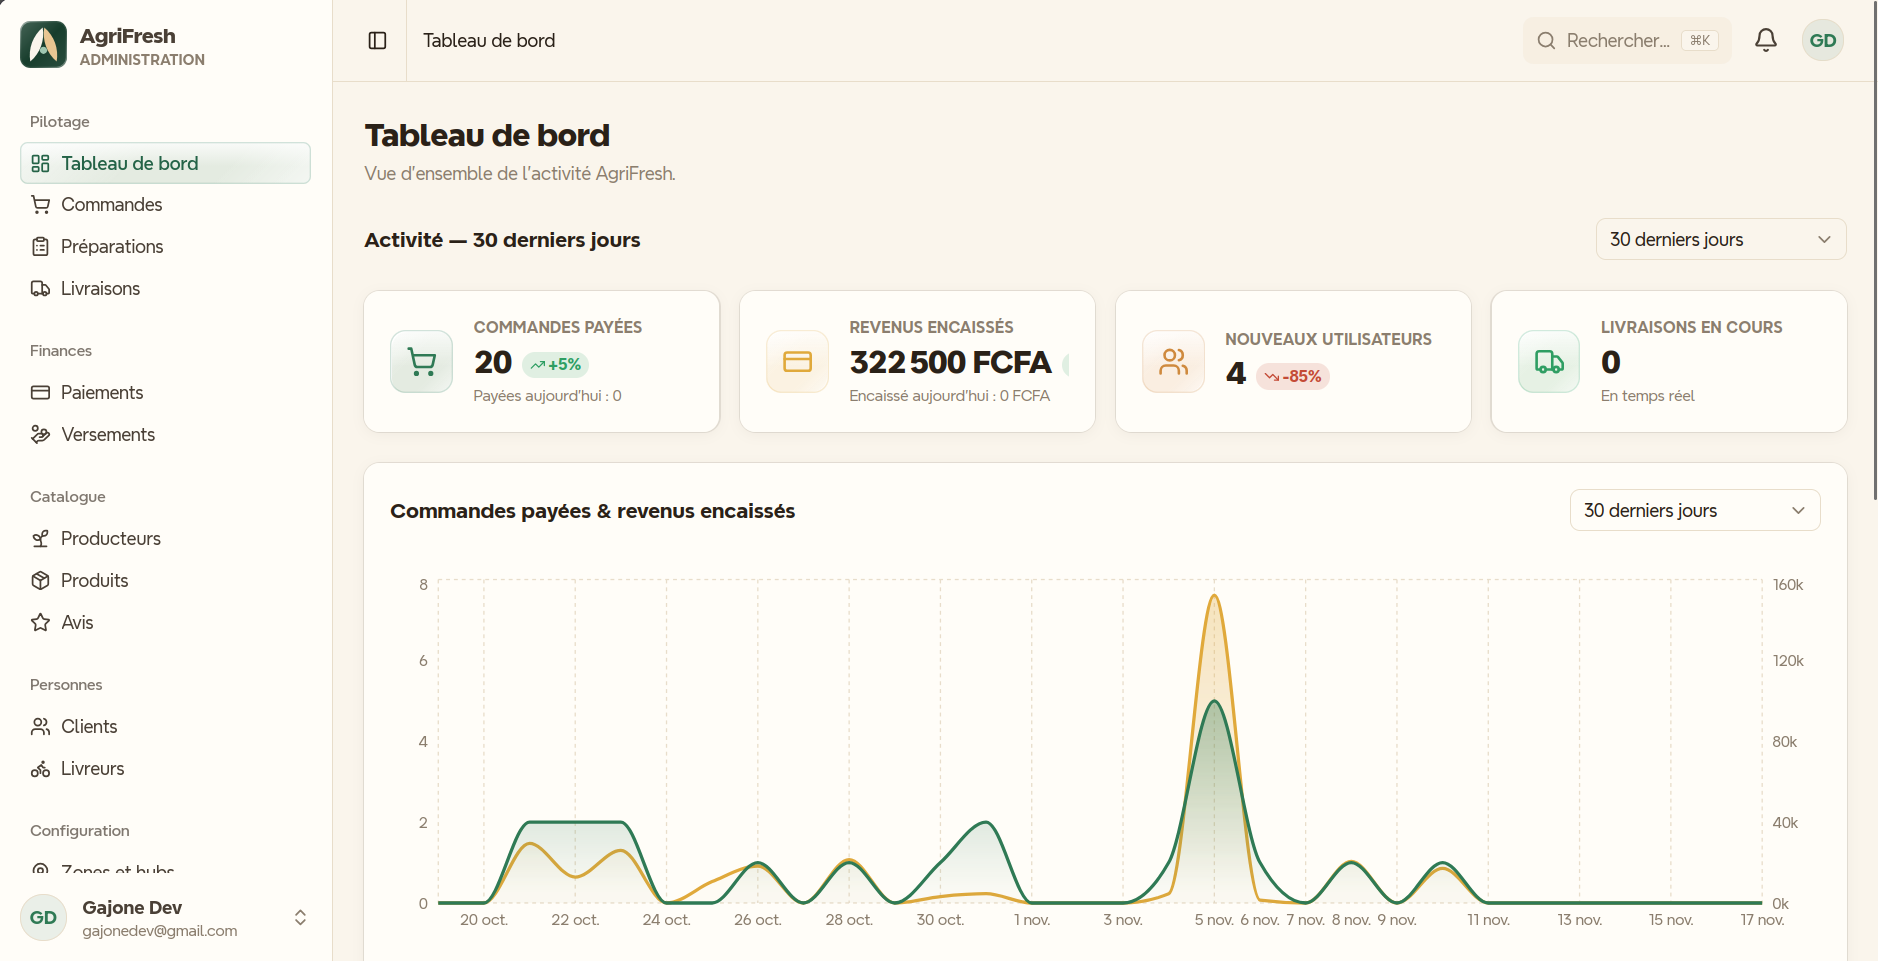 AgriFresh
ADMINISTRATION
Pilotage
Tableau de bord
Commandes
Préparations
Livraisons
Finances
Paiements
Versements
Catalogue
Producteurs
Produits
Avis
Personnes
Clients
Livreurs
Configuration
Zones et hubs
GD
Gajone Dev
gajonedev@gmail.com
Tableau de bord
Rechercher...
⌘K
GD
Tableau de bord
Vue d'ensemble de l'activité AgriFresh.
Activité — 30 derniers jours
30 derniers jours
COMMANDES PAYÉES
20 +5%
Payées aujourd'hui : 0
REVENUS ENCAISSÉS
322 500 FCFA
Encaissé aujourd'hui : 0 FCFA
NOUVEAUX UTILISATEURS
4 -85%
LIVRAISONS EN COURS
0
En temps réel
Commandes payées & revenus encaissés
30 derniers jours
8
6
4
2
0
160k
120k
80k
40k
0k
20 oct. 22 oct. 24 oct. 26 oct. 28 oct. 30 oct. 1 nov. 3 nov. 5 nov. 6 nov. 7 nov. 8 nov. 9 nov. 11 nov. 13 nov. 15 nov. 17 nov.